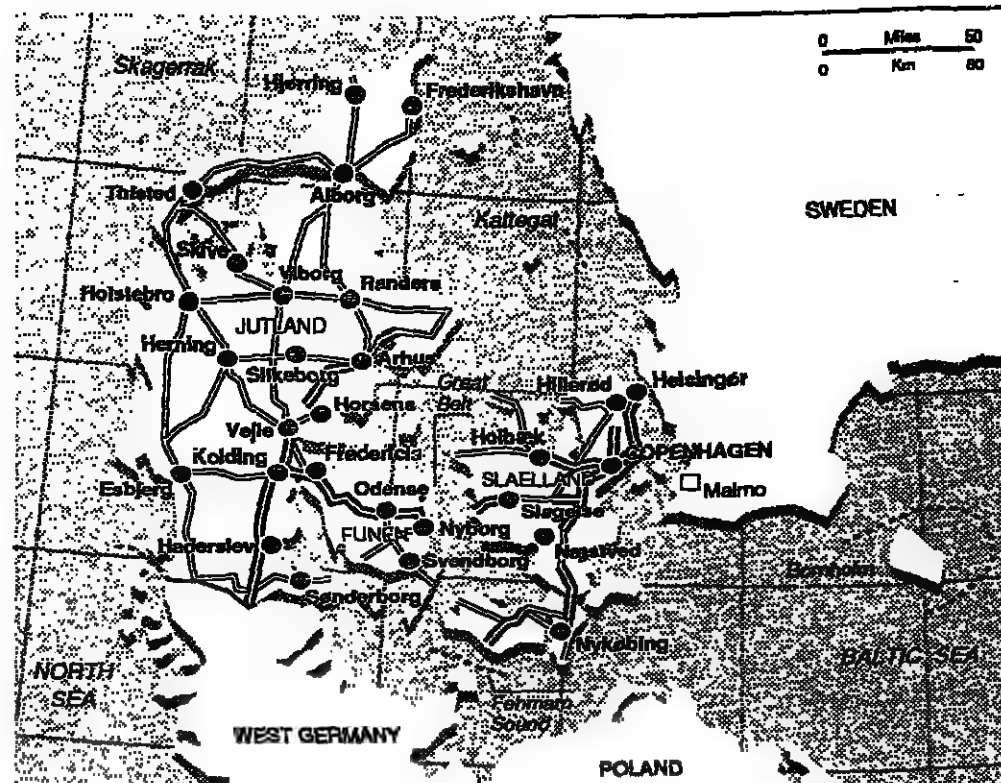 0 Miles 50
0 Km 80
Skagerrak
Hjørring
Frederikshavn
Thisted
Alborg
Kattegat
SWEDEN
Skive
Viborg
Randers
Holstebro
JUTLAND
Herning
Silkeborg
Arhus
Great
Belt
Hillerød
Helsingør
Horsens
Vejle
Holbæk
COPENHAGEN
Kolding
Fredericia
SLAELLAND
Malmo
Esbjerg
Odense
Slagelse
FUNEN
Nyborg
Haderslev
Næstved
Svendborg
Bornholm
Sønderborg
Nykøbing
NORTH
SEA
BALTIC SEA
Fehmarn
Sound
WEST GERMANY
POLAND